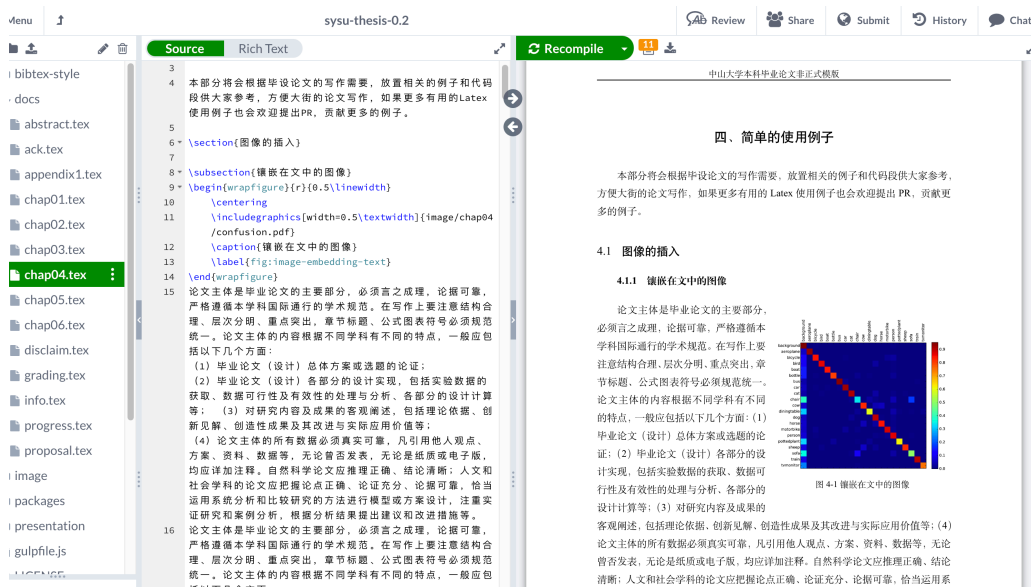 Menu
sysu-thesis-0.2
Review
Share
Submit
History
Chat
Source
Rich Text
Recompile
11
bibtex-style
docs
abstract.tex
ack.tex
appendix1.tex
chap01.tex
chap02.tex
chap03.tex
chap04.tex
chap05.tex
chap06.tex
disclaim.tex
grading.tex
info.tex
progress.tex
proposal.tex
image
packages
presentation
gulpfile.js
LICENSE
3
4 本部分将会根据毕设论文的写作需要，放置相关的例子和代码
段供大家参考，方便大街的论文写作，如果更多有用的Latex
使用例子也会欢迎提出PR，贡献更多的例子。
5
6 \section{图像的插入}
7
8 \subsection{镶嵌在文中的图像}
9 \begin{wrapfigure}{r}{0.5\linewidth}
10 \centering
11 \includegraphics[width=0.5\textwidth]{image/chap04
/confusion.pdf}
12 \caption{镶嵌在文中的图像}
13 \label{fig:image-embedding-text}
14 \end{wrapfigure}
15 论文主体是毕业论文的主要部分，必须言之成理，论据可靠，
严格遵循本学科国际通行的学术规范。在写作上要注意结构合
理、层次分明、重点突出，章节标题、公式图表符号必须规范
统一。论文主体的内容根据不同学科有不同的特点，一般应包
括以下几个方面：
（1）毕业论文（设计）总体方案或选题的论证；
（2）毕业论文（设计）各部分的设计实现，包括实验数据的
获取、数据可行性及有效性的处理与分析、各部分的设计计算
等； （3）对研究内容及成果的客观阐述，包括理论依据、创
新见解、创造性成果及其改进与实际应用价值等；
（4）论文主体的所有数据必须真实可靠，凡引用他人观点、
方案、资料、数据等，无论曾否发表，无论是纸质或电子版，
均应详加注释。自然科学论文应推理正确、结论清晰；人文和
社会学科的论文应把握论点正确、论证充分、论据可靠，恰当
运用系统分析和比较研究的方法进行模型或方案设计，注重实
证研究和案例分析，根据分析结果提出建议和改进措施等。
16 论文主体是毕业论文的主要部分，必须言之成理，论据可靠，
严格遵循本学科国际通行的学术规范。在写作上要注意结构合
理、层次分明、重点突出，章节标题、公式图表符号必须规范
统一。论文主体的内容根据不同学科有不同的特点，一般应包
中山大学本科毕业论文非正式模版
四、简单的使用例子
本部分将会根据毕设论文的写作需要，放置相关的例子和代码段供大家参考，
方便大街的论文写作，如果更多有用的 Latex 使用例子也会欢迎提出 PR，贡献更
多的例子。
4.1 图像的插入
4.1.1 镶嵌在文中的图像
论文主体是毕业论文的主要部分，
必须言之成理，论据可靠，严格遵循本
学科国际通行的学术规范。在写作上要
注意结构合理、层次分明、重点突出，章
节标题、公式图表符号必须规范统一。
论文主体的内容根据不同学科有不同
的特点，一般应包括以下几个方面：（1）
毕业论文（设计）总体方案或选题的论
证；（2）毕业论文（设计）各部分的设
计实现，包括实验数据的获取、数据可
行性及有效性的处理与分析、各部分的
设计计算等；（3）对研究内容及成果的
图 4-1 镶嵌在文中的图像
客观阐述，包括理论依据、创新见解、创造性成果及其改进与实际应用价值等；（4）
论文主体的所有数据必须真实可靠，凡引用他人观点、方案、资料、数据等，无论
曾否发表，无论是纸质或电子版，均应详加注释。自然科学论文应推理正确、结论
清晰；人文和社会学科的论文应把握论点正确、论证充分、论据可靠，恰当运用系